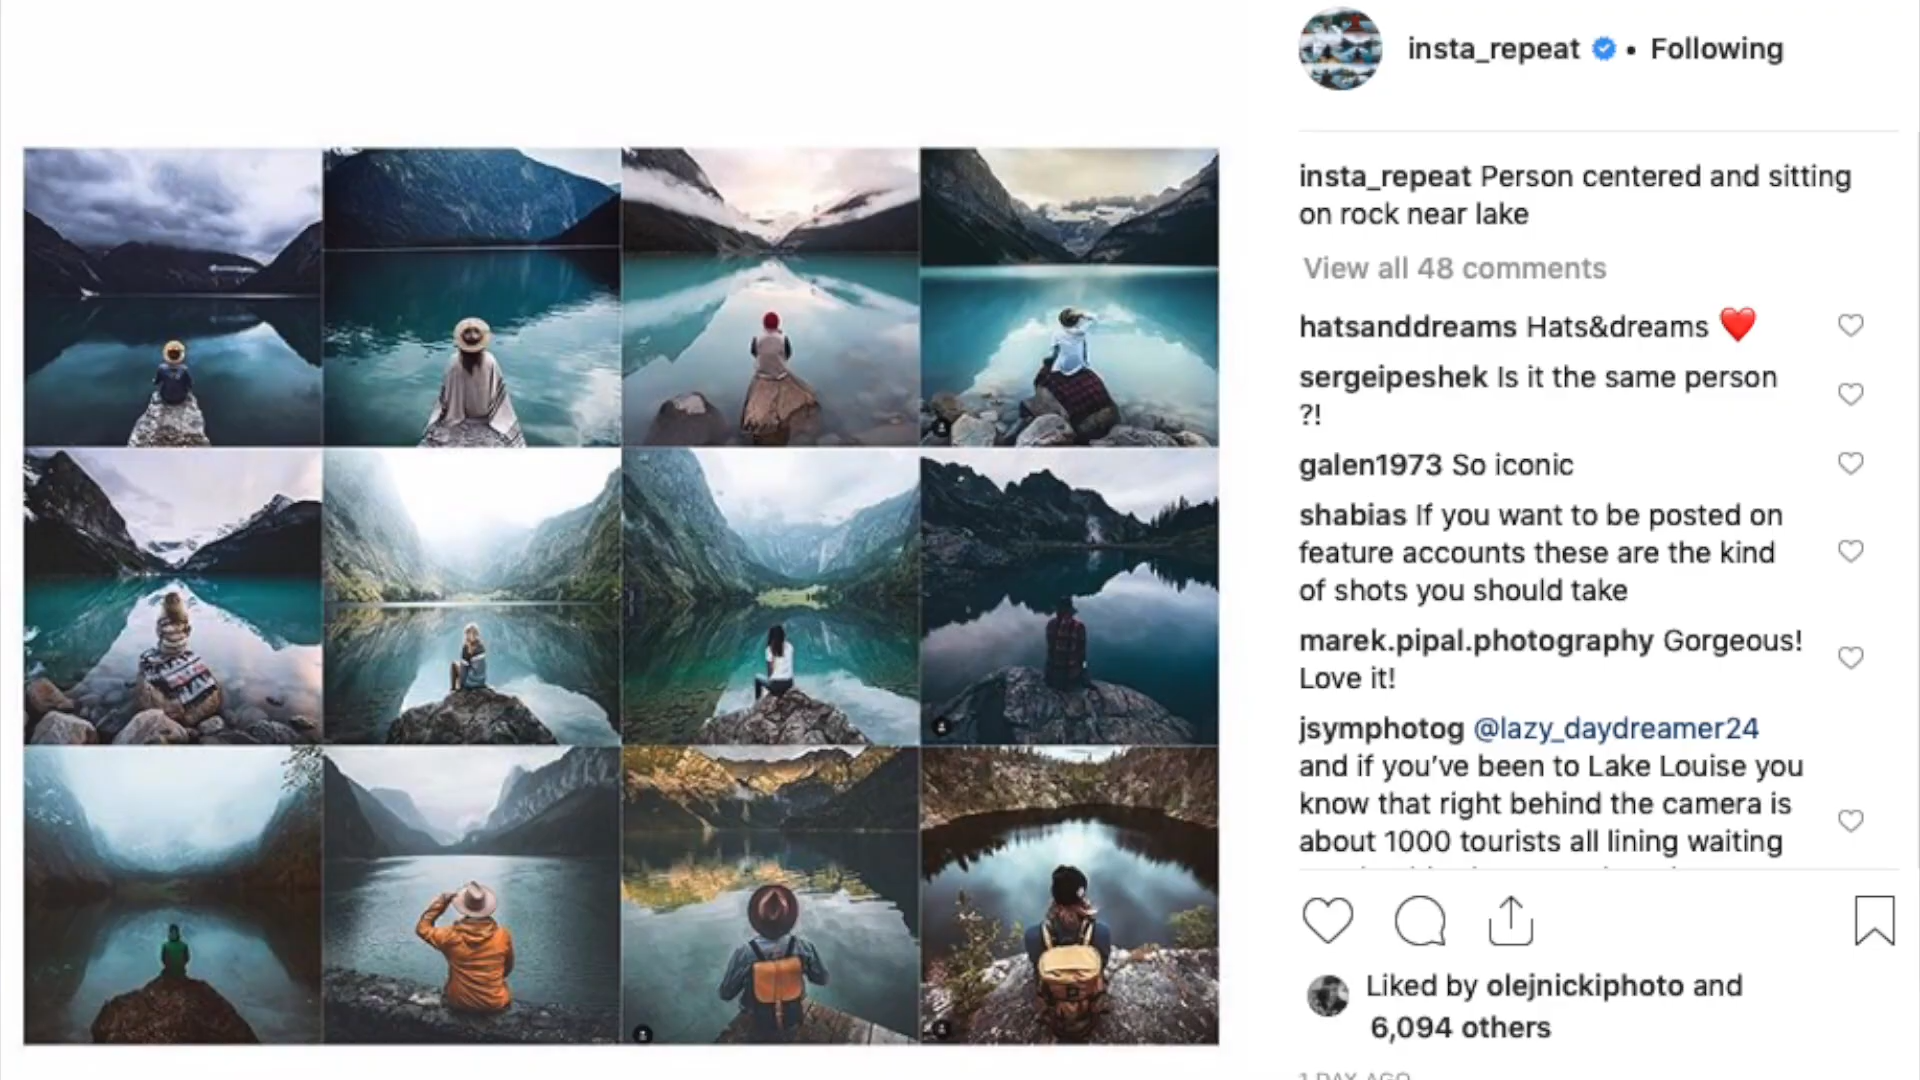 insta_repeat • Following
insta_repeat Person centered and sitting
on rock near lake
View all 48 comments
hatsanddreams Hats&dreams ❤️
sergeipeshek Is it the same person
?!
galen1973 So iconic
shabias If you want to be posted on
feature accounts these are the kind
of shots you should take
marek.pipal.photography Gorgeous!
Love it!
jsymphotog @lazy_daydreamer24
and if you've been to Lake Louise you
know that right behind the camera is
about 1000 tourists all lining waiting
Liked by olejnickiphoto and
6,094 others
1 DAY AGO